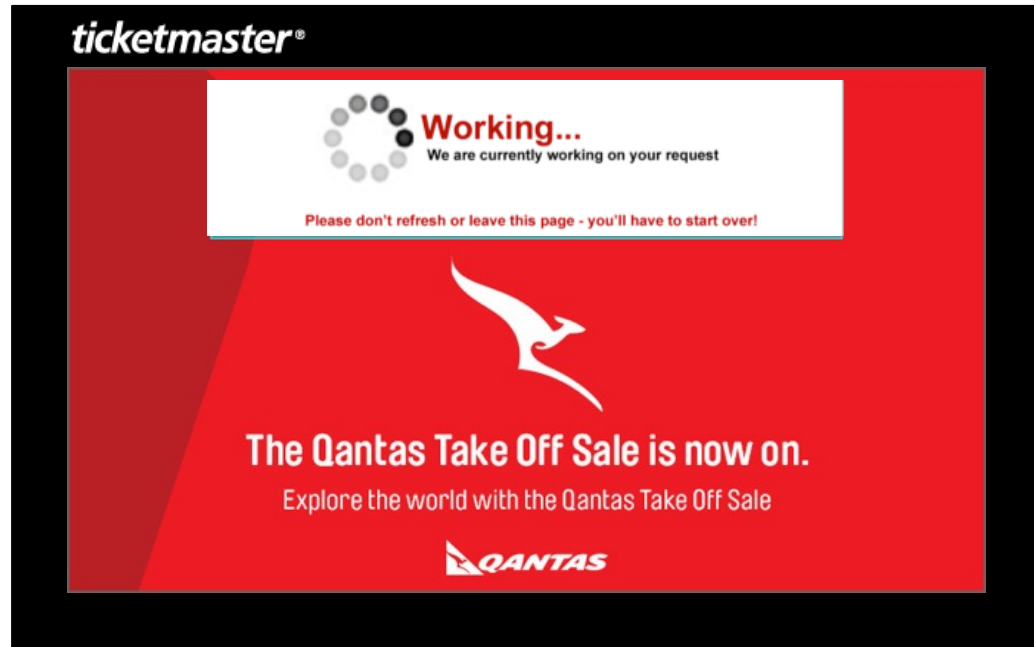 ticketmaster®
Working...
We are currently working on your request
Please don't refresh or leave this page - you'll have to start over!
The Qantas Take Off Sale is now on.
Explore the world with the Qantas Take Off Sale
QANTAS